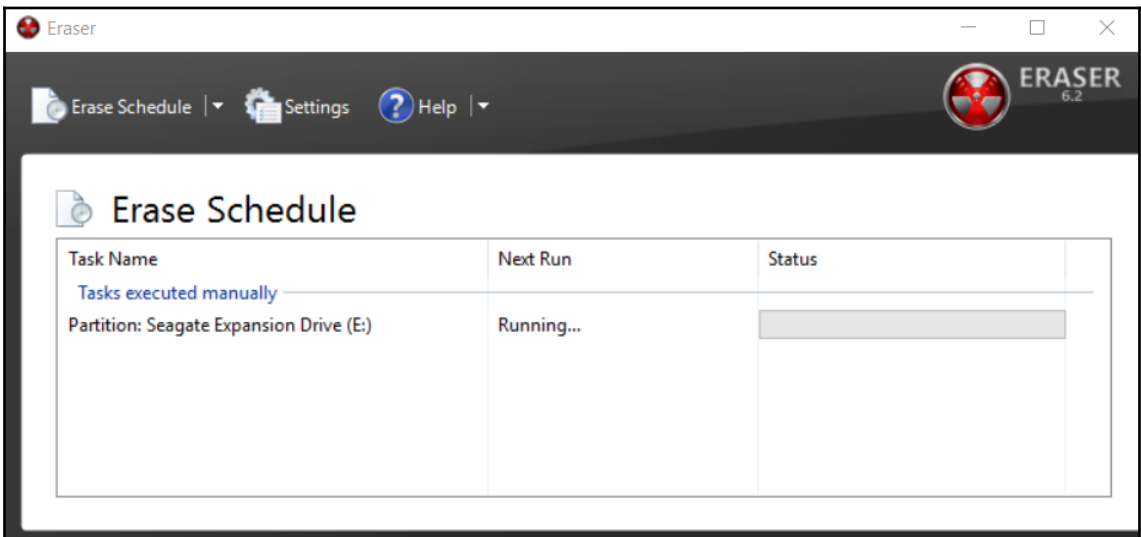 Eraser
Erase Schedule Settings Help
ERASER
6.2
Erase Schedule
Task Name Next Run Status
Tasks executed manually
Partition: Seagate Expansion Drive (E:) Running...